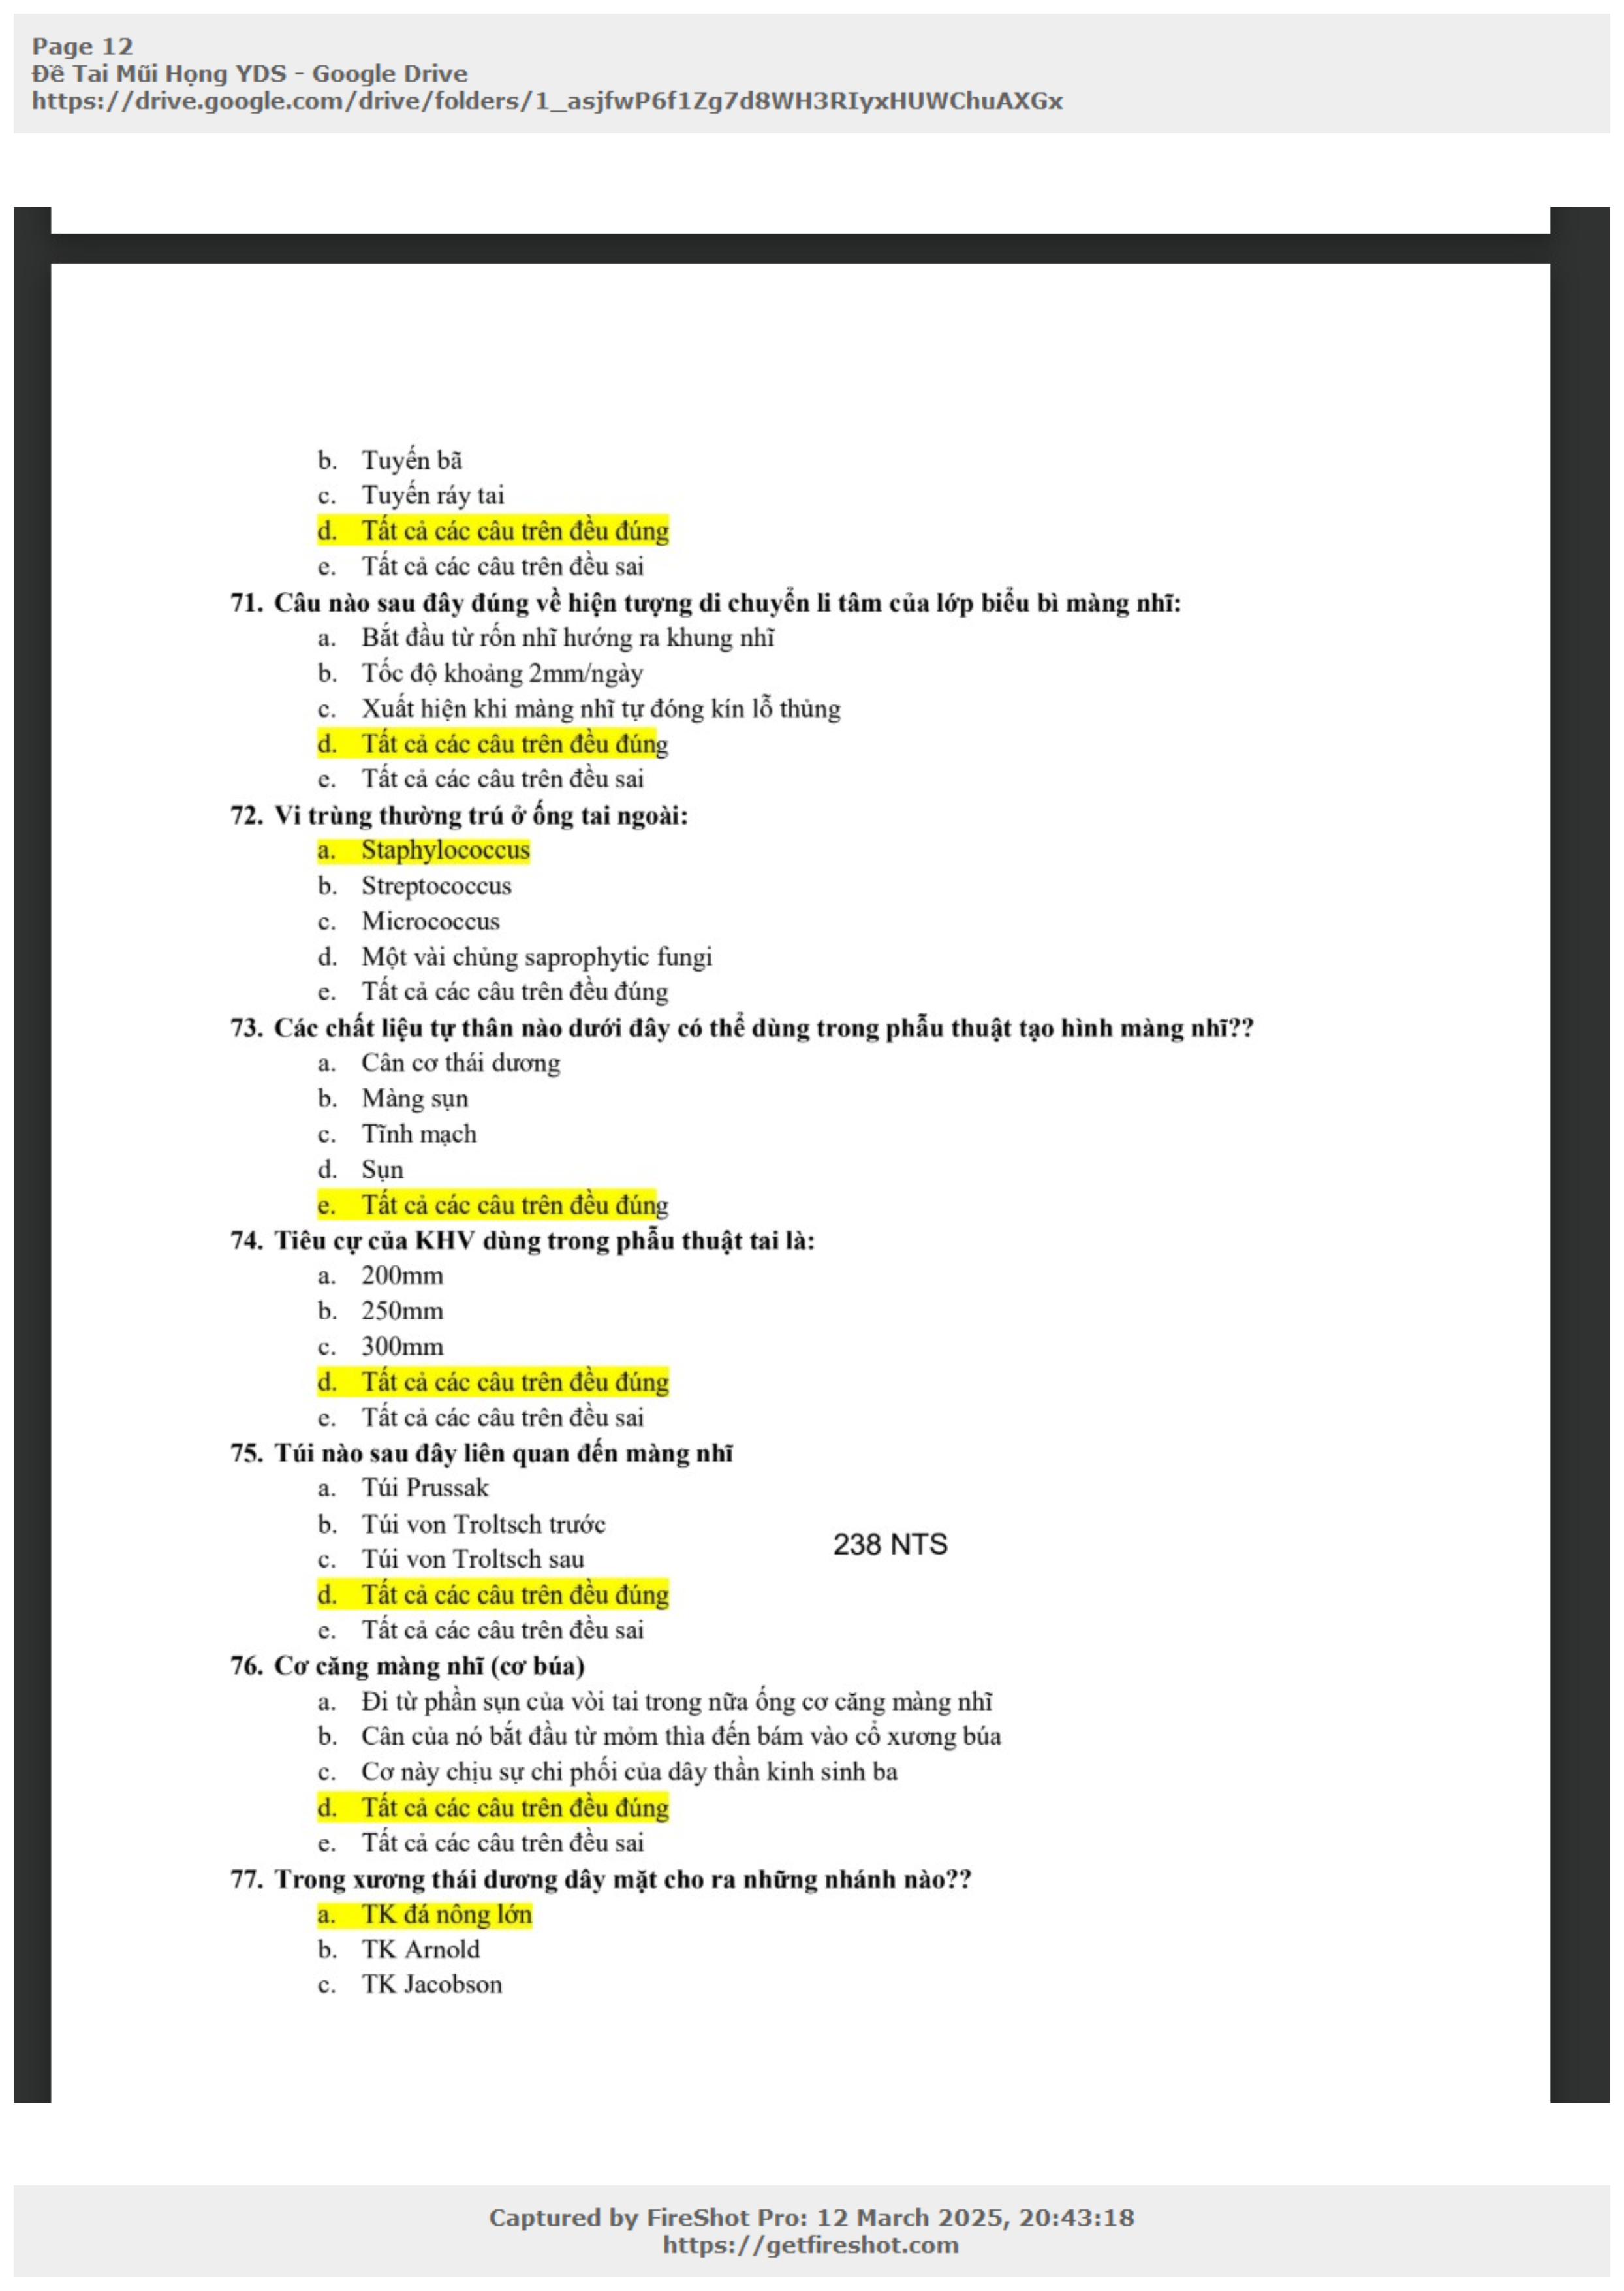 Page 12
Đề Tai Mũi Họng YDS - Google Drive
https://drive.google.com/drive/folders/1_asjfwP6f1Zg7d8WH3RIyxHUWChuAXGx
b. Tuyến bã
c. Tuyến ráy tai
d. Tất cả các câu trên đều đúng
e. Tất cả các câu trên đều sai
71. Câu nào sau đây đúng về hiện tượng di chuyển li tâm của lớp biểu bì màng nhĩ:
a. Bắt đầu từ rốn nhĩ hướng ra khung nhĩ
b. Tốc độ khoảng 2mm/ngày
c. Xuất hiện khi màng nhĩ tự đóng kín lỗ thủng
d. Tất cả các câu trên đều đúng
e. Tất cả các câu trên đều sai
72. Vi trùng thường trú ở ống tai ngoài:
a. Staphylococcus
b. Streptococcus
c. Micrococcus
d. Một vài chủng saprophytic fungi
e. Tất cả các câu trên đều đúng
73. Các chất liệu tự thân nào dưới đây có thể dùng trong phẫu thuật tạo hình màng nhĩ??
a. Cân cơ thái dương
b. Màng sụn
c. Tĩnh mạch
d. Sụn
e. Tất cả các câu trên đều đúng
74. Tiêu cự của KHV dùng trong phẫu thuật tai là:
a. 200mm
b. 250mm
c. 300mm
d. Tất cả các câu trên đều đúng
e. Tất cả các câu trên đều sai
75. Túi nào sau đây liên quan đến màng nhĩ
a. Túi Prussak
b. Túi von Troltsch trước
238 NTS
c. Túi von Troltsch sau
d. Tất cả các câu trên đều đúng
e. Tất cả các câu trên đều sai
76. Cơ căng màng nhĩ (cơ búa)
a. Đi từ phần sụn của vòi tai trong nữa ống cơ căng màng nhĩ
b. Cân của nó bắt đầu từ mỏm thìa đến bám vào cổ xương búa
c. Cơ này chịu sự chi phối của dây thần kinh sinh ba
d. Tất cả các câu trên đều đúng
e. Tất cả các câu trên đều sai
77. Trong xương thái dương dây mặt cho ra những nhánh nào??
a. TK đá nông lớn
b. TK Arnold
c. TK Jacobson
Captured by FireShot Pro: 12 March 2025, 20:43:18
https://getfireshot.com